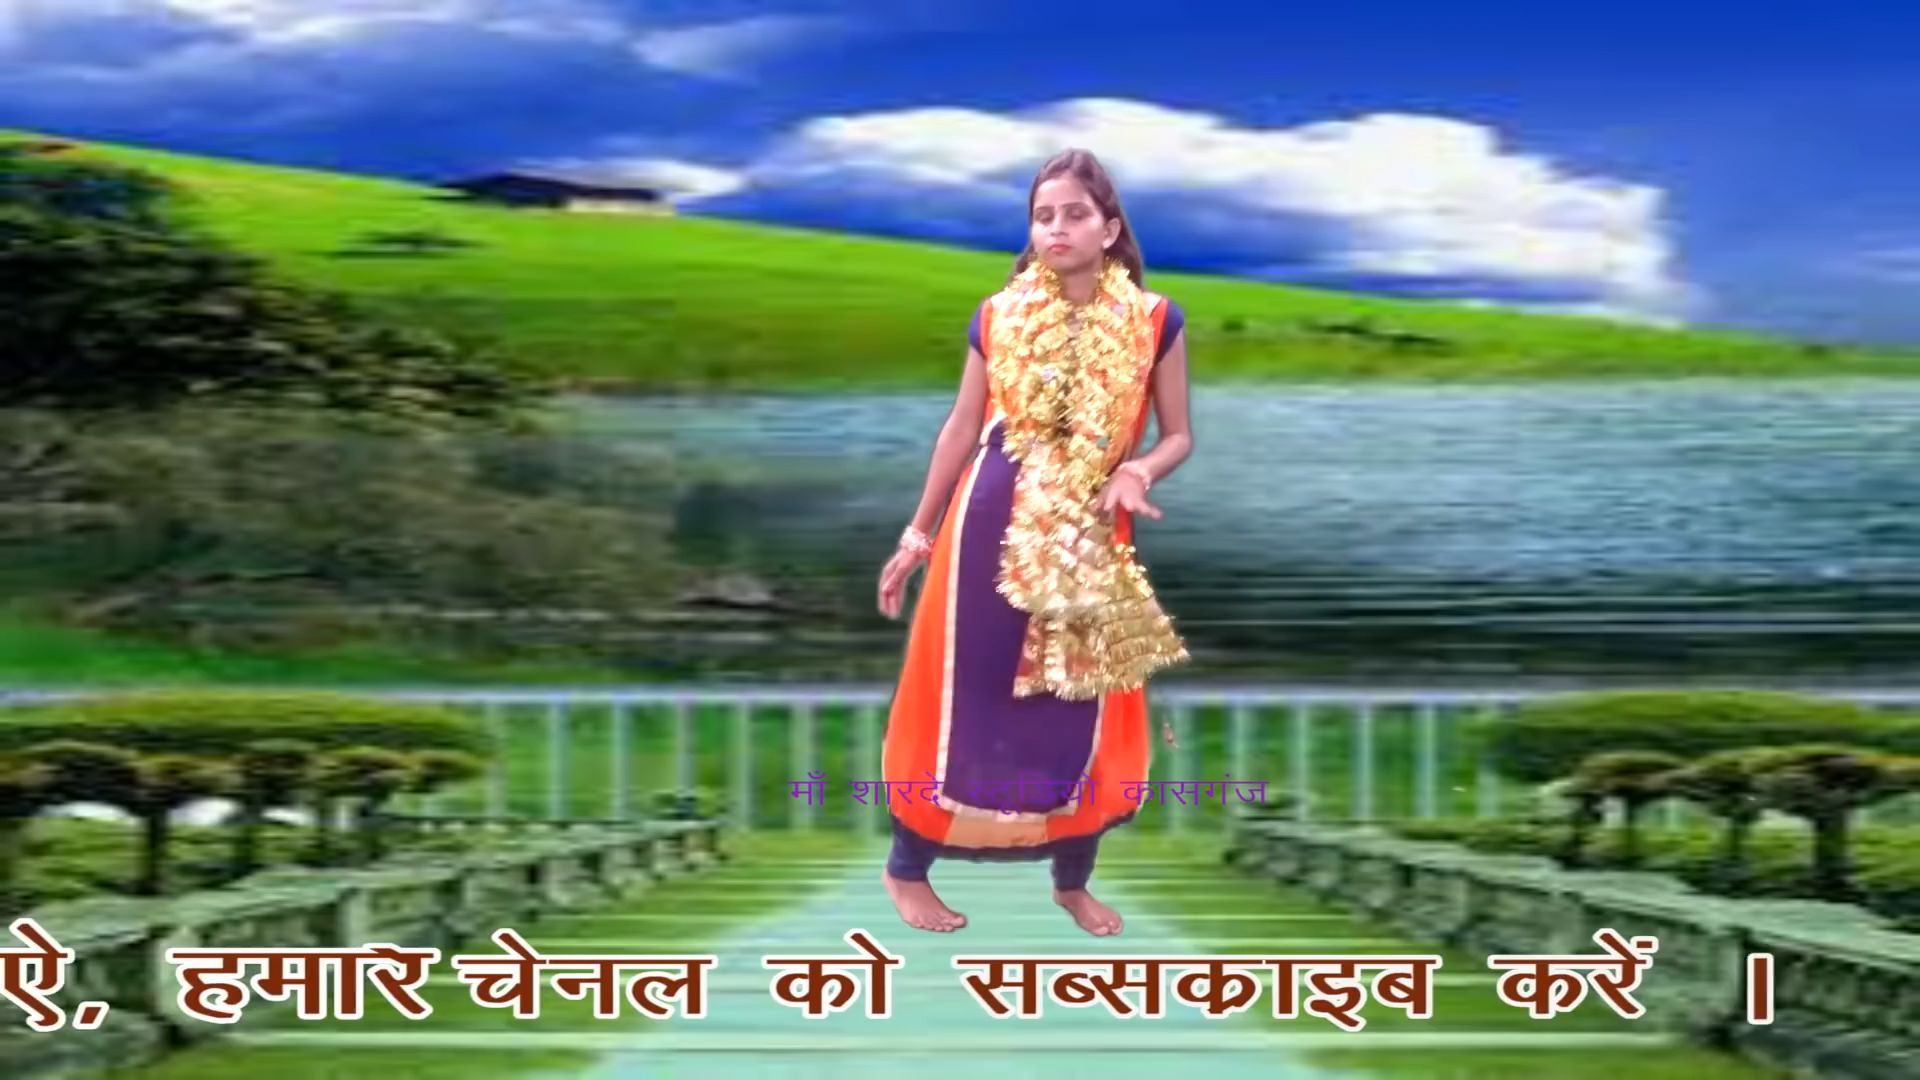 माँ शारदे स्टूडियो कासगंज
ऐ, हमारे चेनल को सब्सक्राइब करें ।